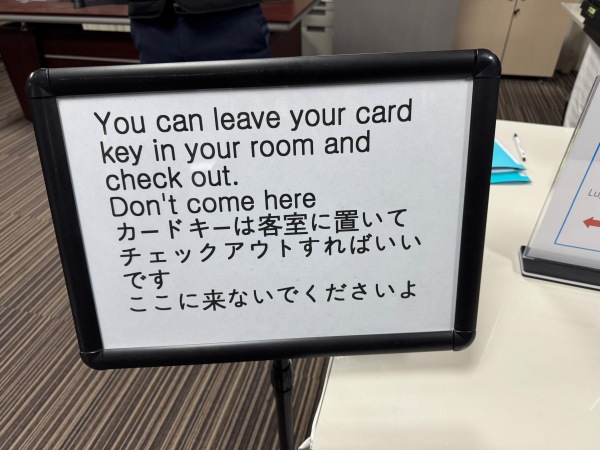 You can leave your card
key in your room and
check out.
Don't come here
カードキーは客室に置いて
チェックアウトすればいい
です
ここに来ないでくださいよ